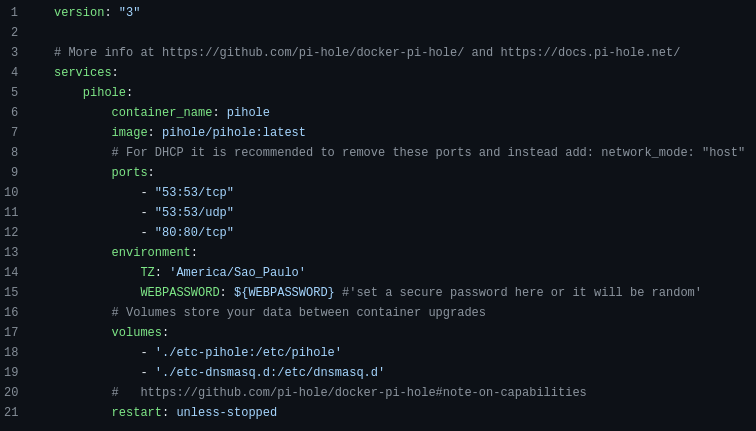 1 version: "3"
2
3 # More info at https://github.com/pi-hole/docker-pi-hole/ and https://docs.pi-hole.net/
4 services:
5     pihole:
6         container_name: pihole
7         image: pihole/pihole:latest
8         # For DHCP it is recommended to remove these ports and instead add: network_mode: "host"
9         ports:
10             - "53:53/tcp"
11             - "53:53/udp"
12             - "80:80/tcp"
13         environment:
14             TZ: 'America/Sao_Paulo'
15             WEBPASSWORD: ${WEBPASSWORD} #'set a secure password here or it will be random'
16         # Volumes store your data between container upgrades
17         volumes:
18             - './etc-pihole:/etc/pihole'
19             - './etc-dnsmasq.d:/etc/dnsmasq.d'
20         #   https://github.com/pi-hole/docker-pi-hole#note-on-capabilities
21         restart: unless-stopped